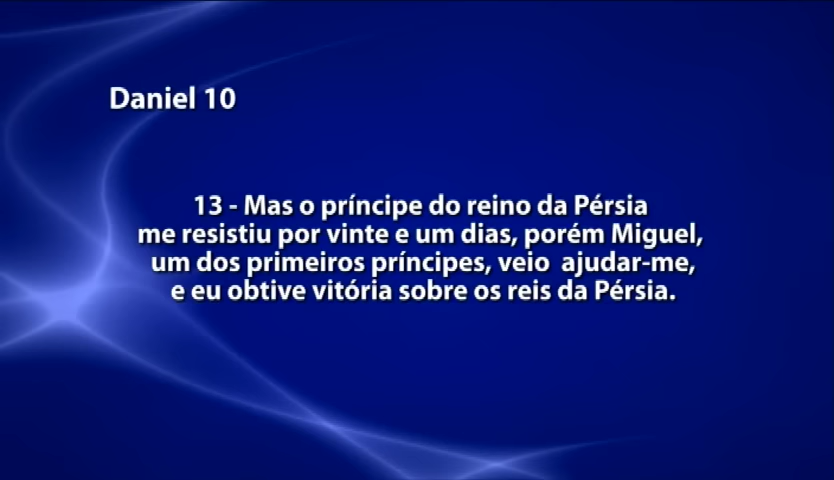 Daniel 10
13 - Mas o príncipe do reino da Pérsia
me resistiu por vinte e um dias, porém Miguel,
um dos primeiros príncipes, veio ajudar-me,
e eu obtive vitória sobre os reis da Pérsia.